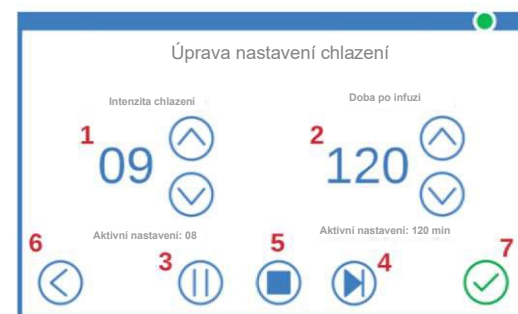 Úprava nastavení chlazení
Intenzita chlazení
Doba po infuzi
1
09
2
120
Aktivní nastavení: 08
Aktivní nastavení: 120 min
6
3
5
4
7